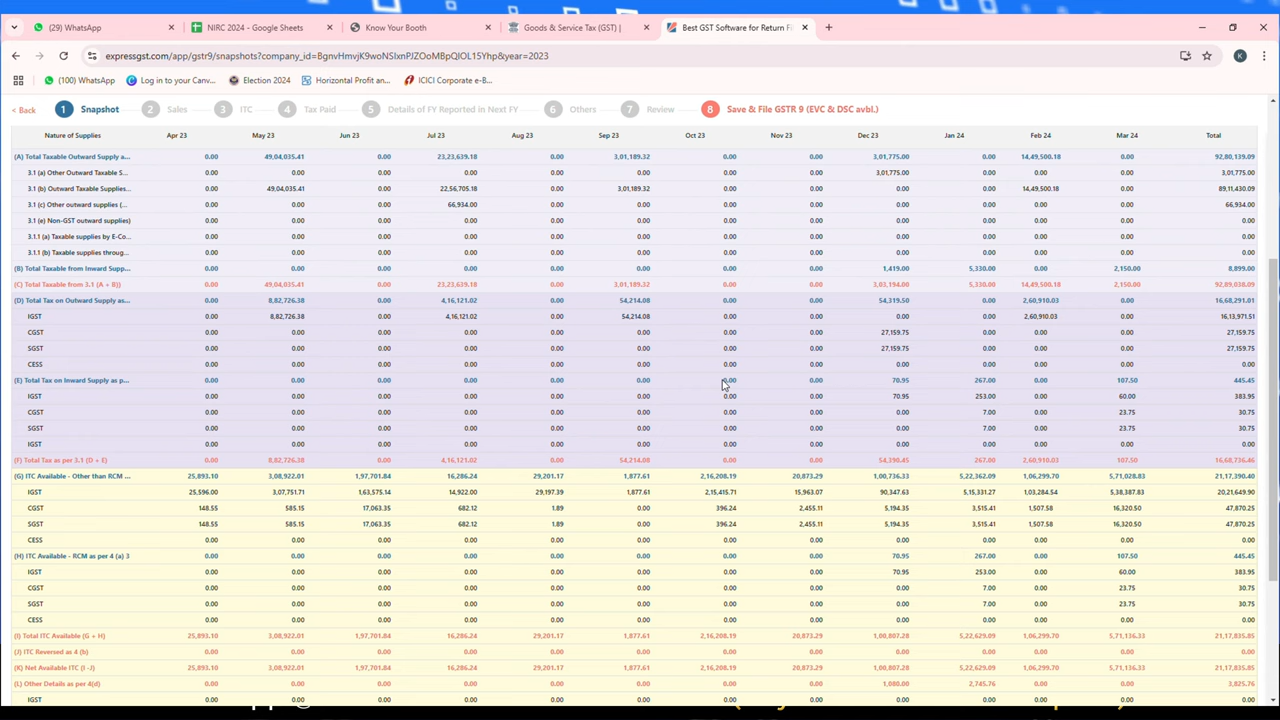 (29) WhatsApp NIRC 2024 - Google Sheets Know Your Booth Goods & Service Tax (GST) | Best GST Software for Return Fi
expressgst.com/app/gstr9/snapshots?company_id=BgnvHmvjK9woNSlxnPJZOoMBpQIOL15Yhp&year=2023 K
(100) WhatsApp Log in to your Canv... Election 2024 Horizontal Profit an... ICICI Corporate e-B...
< Back 1 Snapshot 2 Sales 3 ITC 4 Tax Paid 5 Details of FY Reported in Next FY 6 Others 7 Review 8 Save & File GSTR 9 (EVC & DSC avbl.)
Nature of Supplies Apr 23 May 23 Jun 23 Jul 23 Aug 23 Sep 23 Oct 23 Nov 23 Dec 23 Jan 24 Feb 24 Mar 24 Total
(A) Total Taxable Outward Supply a... 0.00 49,04,035.41 0.00 23,23,639.18 0.00 3,01,189.32 0.00 0.00 3,01,775.00 0.00 14,49,500.18 0.00 92,80,139.09
3.1 (a) Other Outward Taxable S... 0.00 0.00 0.00 0.00 0.00 0.00 0.00 0.00 3,01,775.00 0.00 0.00 0.00 3,01,775.00
3.1 (b) Outward Taxable Supplies... 0.00 49,04,035.41 0.00 22,56,705.18 0.00 3,01,189.32 0.00 0.00 0.00 0.00 14,49,500.18 0.00 89,11,430.09
3.1 (c) Other outward supplies (... 0.00 0.00 0.00 66,934.00 0.00 0.00 0.00 0.00 0.00 0.00 0.00 0.00 66,934.00
3.1 (e) Non-GST outward supplies) 0.00 0.00 0.00 0.00 0.00 0.00 0.00 0.00 0.00 0.00 0.00 0.00 0.00
3.1.1 (a) Taxable supplies by E-Co... 0.00 0.00 0.00 0.00 0.00 0.00 0.00 0.00 0.00 0.00 0.00 0.00 0.00
3.1.1 (b) Taxable supplies throug... 0.00 0.00 0.00 0.00 0.00 0.00 0.00 0.00 0.00 0.00 0.00 0.00 0.00
(B) Total Taxable from Inward Supp... 0.00 0.00 0.00 0.00 0.00 0.00 0.00 0.00 1,419.00 5,330.00 0.00 2,150.00 8,899.00
(C) Total Taxable from 3.1 (A + B)) 0.00 49,04,035.41 0.00 23,23,639.18 0.00 3,01,189.32 0.00 0.00 3,03,194.00 5,330.00 14,49,500.18 2,150.00 92,89,038.09
(D) Total Tax on Outward Supply as... 0.00 8,82,726.38 0.00 4,16,121.02 0.00 54,214.08 0.00 0.00 54,319.50 0.00 2,60,910.03 0.00 16,68,291.01
IGST 0.00 8,82,726.38 0.00 4,16,121.02 0.00 54,214.08 0.00 0.00 0.00 0.00 2,60,910.03 0.00 16,13,971.51
CGST 0.00 0.00 0.00 0.00 0.00 0.00 0.00 0.00 27,159.75 0.00 0.00 0.00 27,159.75
SGST 0.00 0.00 0.00 0.00 0.00 0.00 0.00 0.00 27,159.75 0.00 0.00 0.00 27,159.75
CESS 0.00 0.00 0.00 0.00 0.00 0.00 0.00 0.00 0.00 0.00 0.00 0.00 0.00
(E) Total Tax on Inward Supply as p... 0.00 0.00 0.00 0.00 0.00 0.00 0.00 0.00 70.95 267.00 0.00 107.50 445.45
IGST 0.00 0.00 0.00 0.00 0.00 0.00 0.00 0.00 70.95 253.00 0.00 60.00 383.95
CGST 0.00 0.00 0.00 0.00 0.00 0.00 0.00 0.00 0.00 7.00 0.00 23.75 30.75
SGST 0.00 0.00 0.00 0.00 0.00 0.00 0.00 0.00 0.00 7.00 0.00 23.75 30.75
IGST 0.00 0.00 0.00 0.00 0.00 0.00 0.00 0.00 0.00 0.00 0.00 0.00 0.00
(F) Total Tax as per 3.1 (D + E) 0.00 8,82,726.38 0.00 4,16,121.02 0.00 54,214.08 0.00 0.00 54,390.45 267.00 2,60,910.03 107.50 16,68,736.46
(G) ITC Available - Other than RCM ... 25,893.10 3,08,922.01 1,97,701.84 16,286.24 29,201.17 1,877.61 2,16,208.19 20,873.29 1,00,736.33 5,22,362.09 1,06,299.70 5,71,028.83 21,17,390.40
IGST 25,596.00 3,07,751.71 1,63,575.14 14,922.00 29,197.39 1,877.61 2,15,415.71 15,963.07 90,347.63 5,15,331.27 1,03,284.54 5,38,387.83 20,21,649.90
CGST 148.55 585.15 17,063.35 682.12 1.89 0.00 396.24 2,455.11 5,194.35 3,515.41 1,507.58 16,320.50 47,870.25
SGST 148.55 585.15 17,063.35 682.12 1.89 0.00 396.24 2,455.11 5,194.35 3,515.41 1,507.58 16,320.50 47,870.25
CESS 0.00 0.00 0.00 0.00 0.00 0.00 0.00 0.00 0.00 0.00 0.00 0.00 0.00
(H) ITC Available - RCM as per 4 (a) 3 0.00 0.00 0.00 0.00 0.00 0.00 0.00 0.00 70.95 267.00 0.00 107.50 445.45
IGST 0.00 0.00 0.00 0.00 0.00 0.00 0.00 0.00 70.95 253.00 0.00 60.00 383.95
CGST 0.00 0.00 0.00 0.00 0.00 0.00 0.00 0.00 0.00 7.00 0.00 23.75 30.75
SGST 0.00 0.00 0.00 0.00 0.00 0.00 0.00 0.00 0.00 7.00 0.00 23.75 30.75
CESS 0.00 0.00 0.00 0.00 0.00 0.00 0.00 0.00 0.00 0.00 0.00 0.00 0.00
(I) Total ITC Available (G + H) 25,893.10 3,08,922.01 1,97,701.84 16,286.24 29,201.17 1,877.61 2,16,208.19 20,873.29 1,00,807.28 5,22,629.09 1,06,299.70 5,71,136.33 21,17,835.85
(J) ITC Reversed as 4 (b) 0.00 0.00 0.00 0.00 0.00 0.00 0.00 0.00 0.00 0.00 0.00 0.00 0.00
(K) Net Available ITC (I -J) 25,893.10 3,08,922.01 1,97,701.84 16,286.24 29,201.17 1,877.61 2,16,208.19 20,873.29 1,00,807.28 5,22,629.09 1,06,299.70 5,71,136.33 21,17,835.85
(L) Other Details as per 4(d) 0.00 0.00 0.00 0.00 0.00 0.00 0.00 0.00 1,080.00 2,745.76 0.00 0.00 3,825.76
IGST 0.00 0.00 0.00 0.00 0.00 0.00 0.00 0.00 0.00 0.00 0.00 0.00 0.00